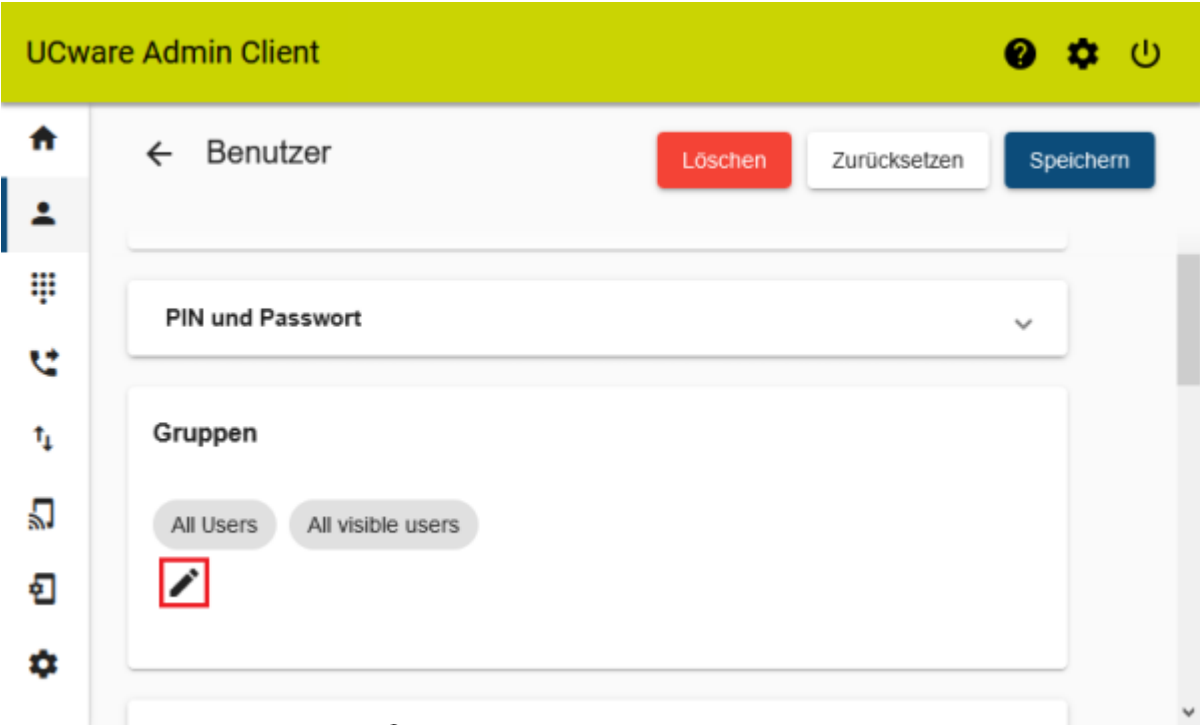 UCware Admin Client
Benutzer
Löschen
Zurücksetzen
Speichern
PIN und Passwort
Gruppen
All Users
All visible users